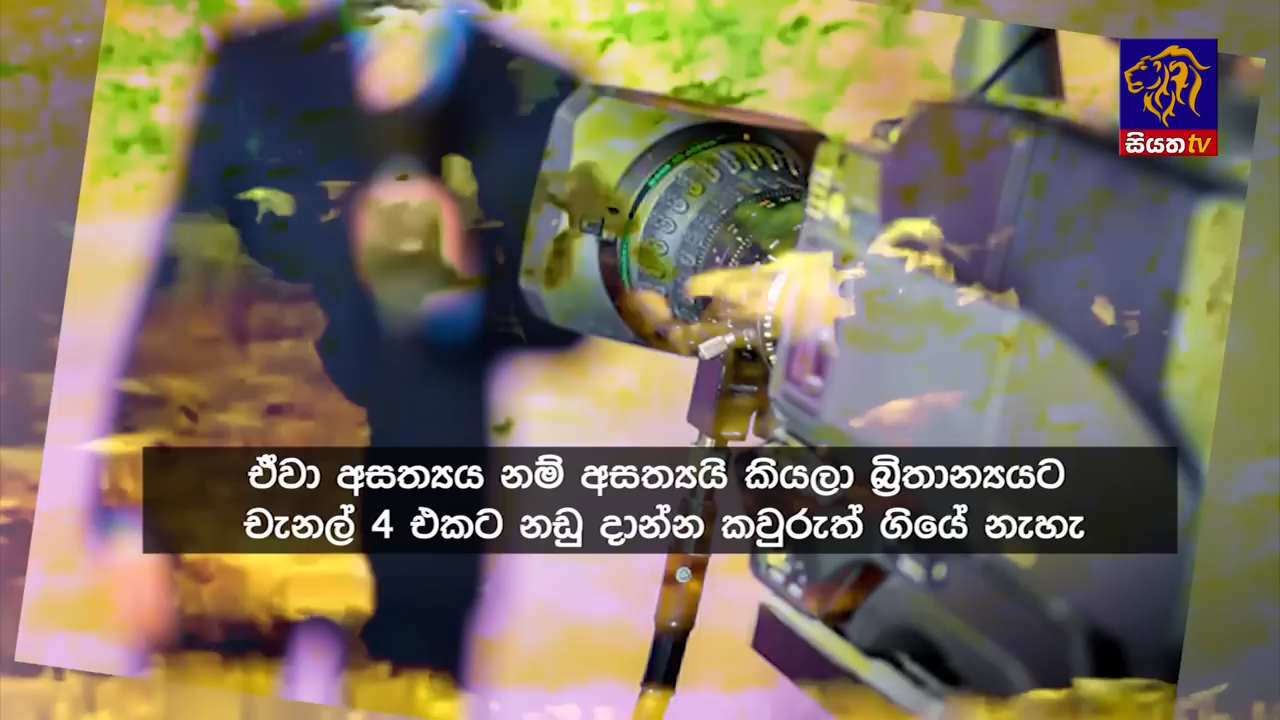 සියත tv
ඒවා අසත්‍යය නම් අසත්‍යයි කියලා බ්‍රිතාන්‍යයට
චැනල් 4 එකට නඩු දාන්න කවුරුත් ගියේ නැහැ